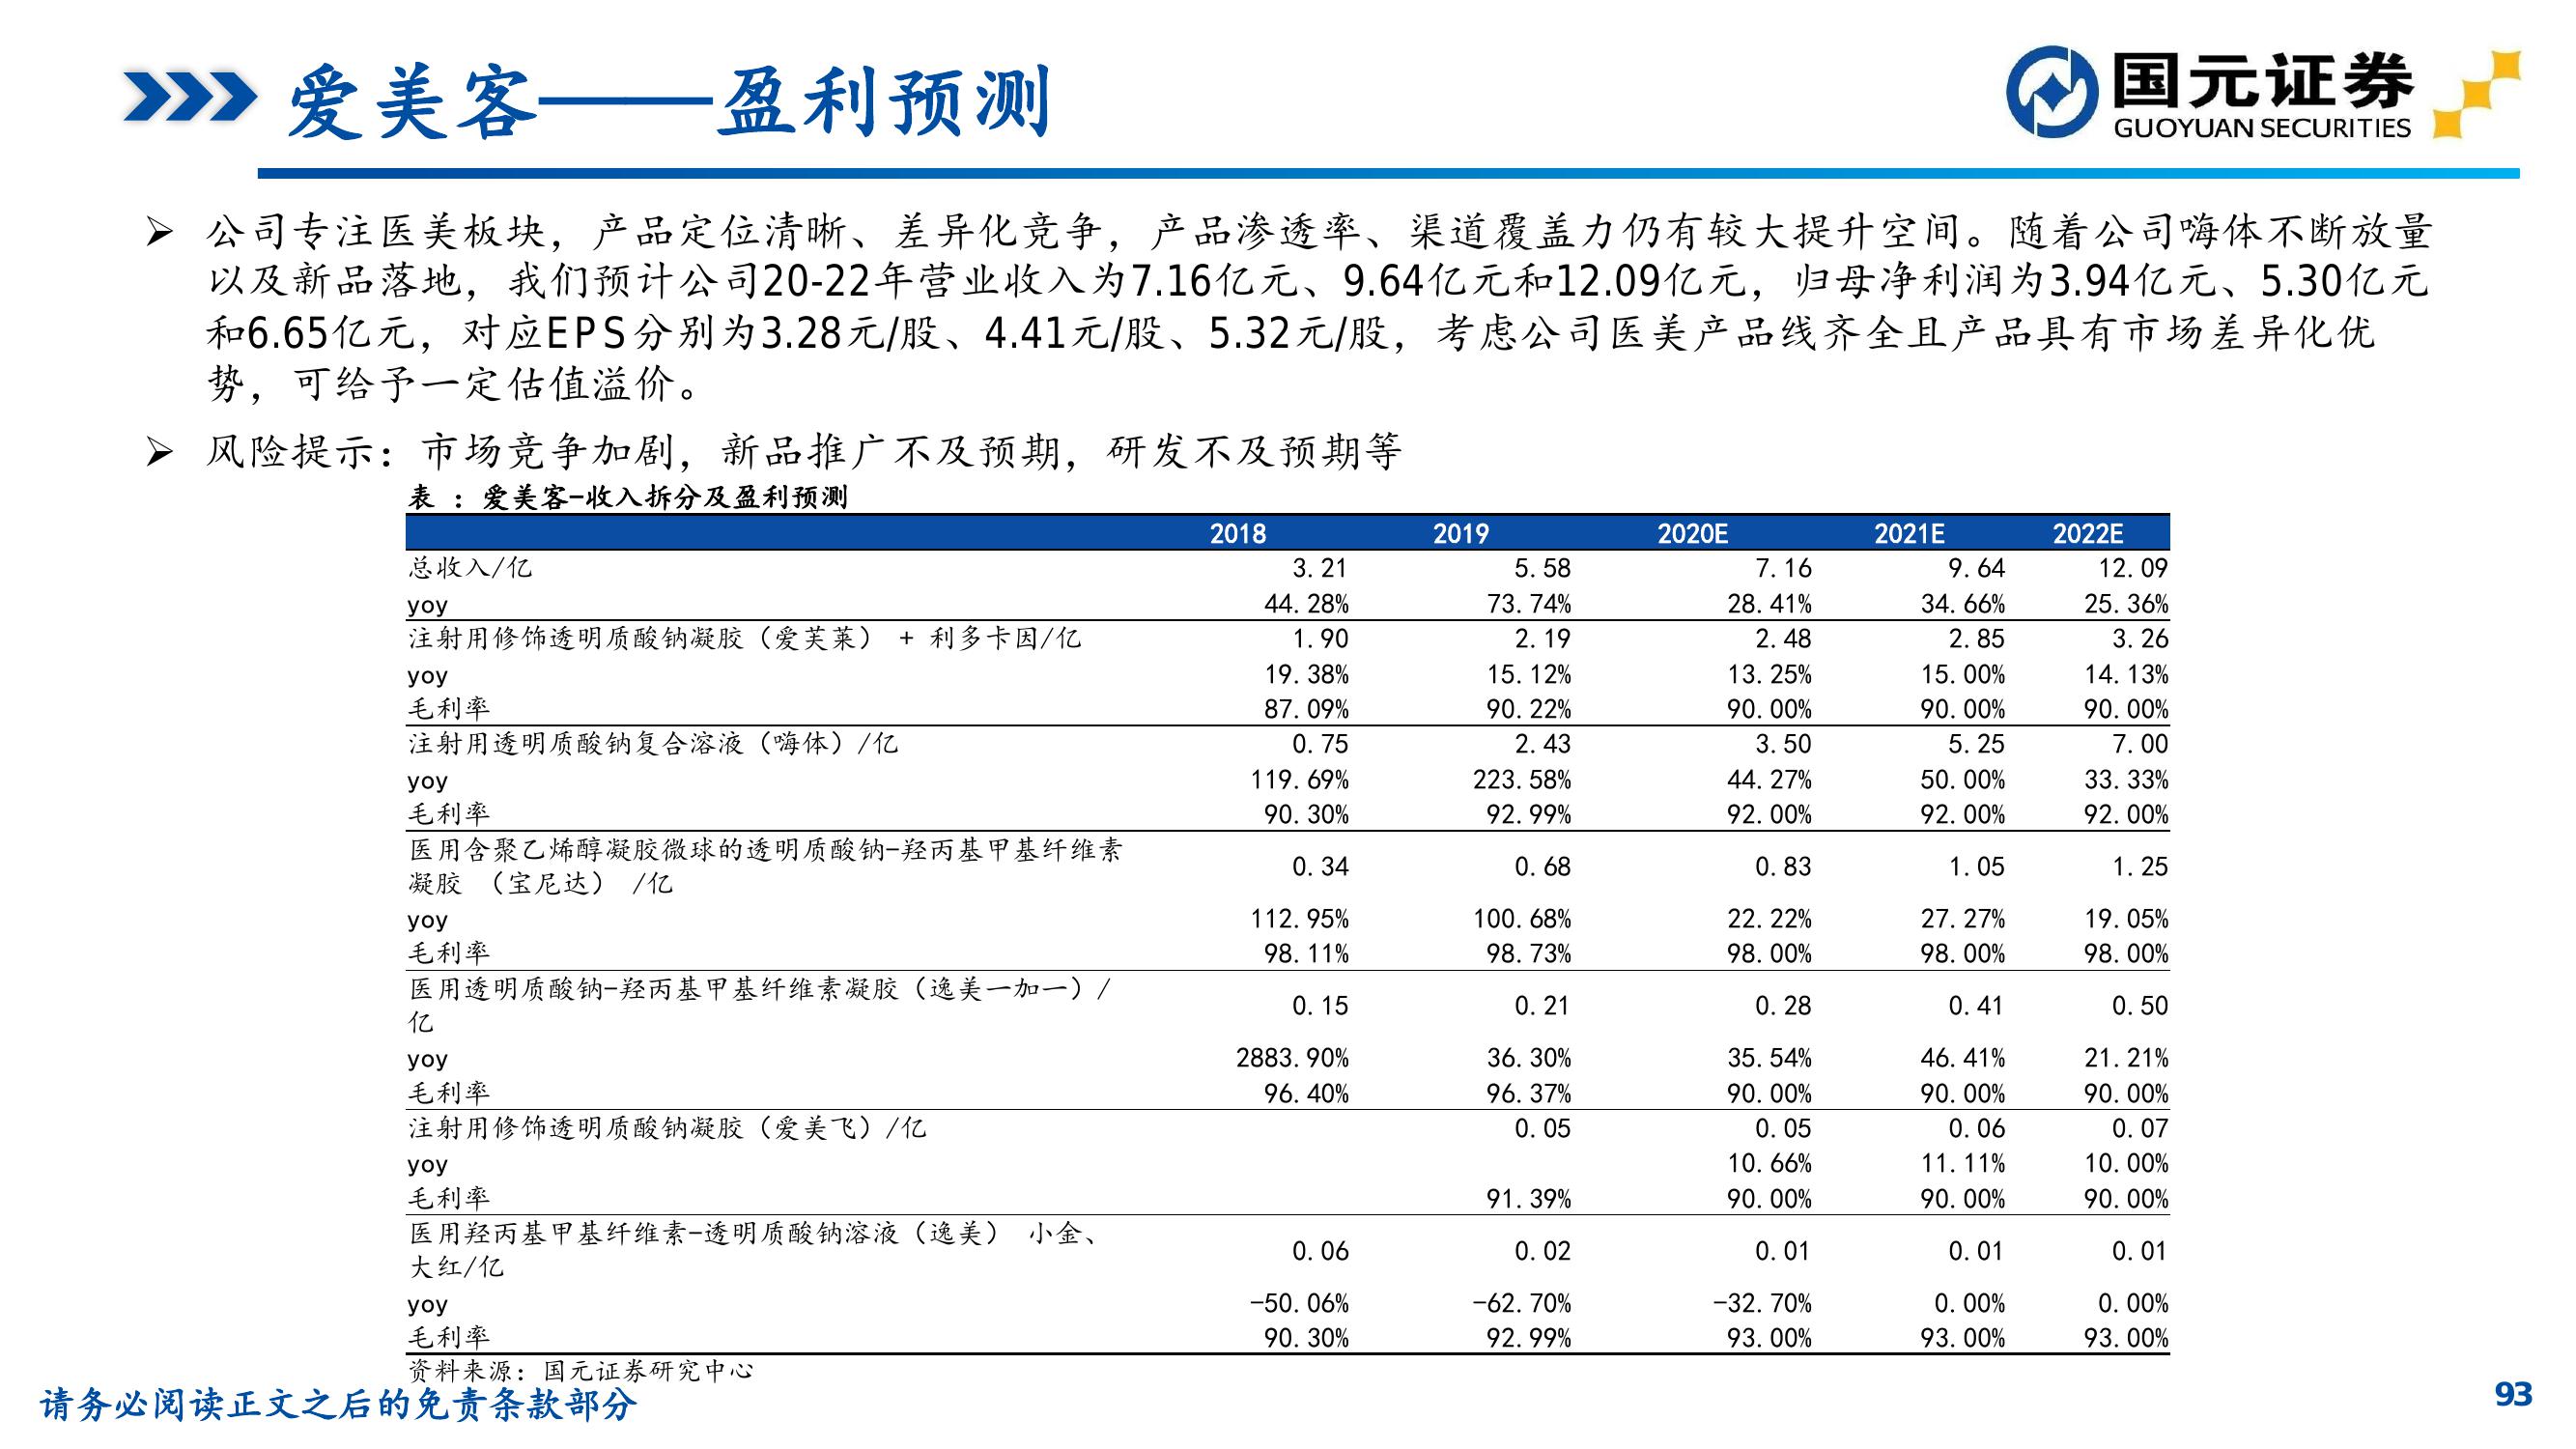 爱美客——盈利预测
国元证券
GUOYUAN SECURITIES
公司专注医美板块，产品定位清晰、差异化竞争，产品渗透率、渠道覆盖力仍有较大提升空间。随着公司嗨体不断放量
以及新品落地，我们预计公司20-22年营业收入为7.16亿元、9.64亿元和12.09亿元，归母净利润为3.94亿元、5.30亿元
和6.65亿元，对应EPS分别为3.28元/股、4.41元/股、5.32元/股，考虑公司医美产品线齐全且产品具有市场差异化优
势，可给予一定估值溢价。
风险提示：市场竞争加剧，新品推广不及预期，研发不及预期等
表 ：爱美客-收入拆分及盈利预测
2018 2019 2020E 2021E 2022E
总收入/亿 3.21 5.58 7.16 9.64 12.09
yoy 44.28% 73.74% 28.41% 34.66% 25.36%
注射用修饰透明质酸钠凝胶（爱芙莱） + 利多卡因/亿 1.90 2.19 2.48 2.85 3.26
yoy 19.38% 15.12% 13.25% 15.00% 14.13%
毛利率 87.09% 90.22% 90.00% 90.00% 90.00%
注射用透明质酸钠复合溶液（嗨体）/亿 0.75 2.43 3.50 5.25 7.00
yoy 119.69% 223.58% 44.27% 50.00% 33.33%
毛利率 90.30% 92.99% 92.00% 92.00% 92.00%
医用含聚乙烯醇凝胶微球的透明质酸钠-羟丙基甲基纤维素
凝胶 （宝尼达） /亿 0.34 0.68 0.83 1.05 1.25
yoy 112.95% 100.68% 22.22% 27.27% 19.05%
毛利率 98.11% 98.73% 98.00% 98.00% 98.00%
医用透明质酸钠-羟丙基甲基纤维素凝胶（逸美一加一）/
亿 0.15 0.21 0.28 0.41 0.50
yoy 2883.90% 36.30% 35.54% 46.41% 21.21%
毛利率 96.40% 96.37% 90.00% 90.00% 90.00%
注射用修饰透明质酸钠凝胶（爱美飞）/亿 0.05 0.05 0.06 0.07
yoy 10.66% 11.11% 10.00%
毛利率 91.39% 90.00% 90.00% 90.00%
医用羟丙基甲基纤维素-透明质酸钠溶液（逸美） 小金、
大红/亿 0.06 0.02 0.01 0.01 0.01
yoy -50.06% -62.70% -32.70% 0.00% 0.00%
毛利率 90.30% 92.99% 93.00% 93.00% 93.00%
资料来源：国元证券研究中心
请务必阅读正文之后的免责条款部分
93